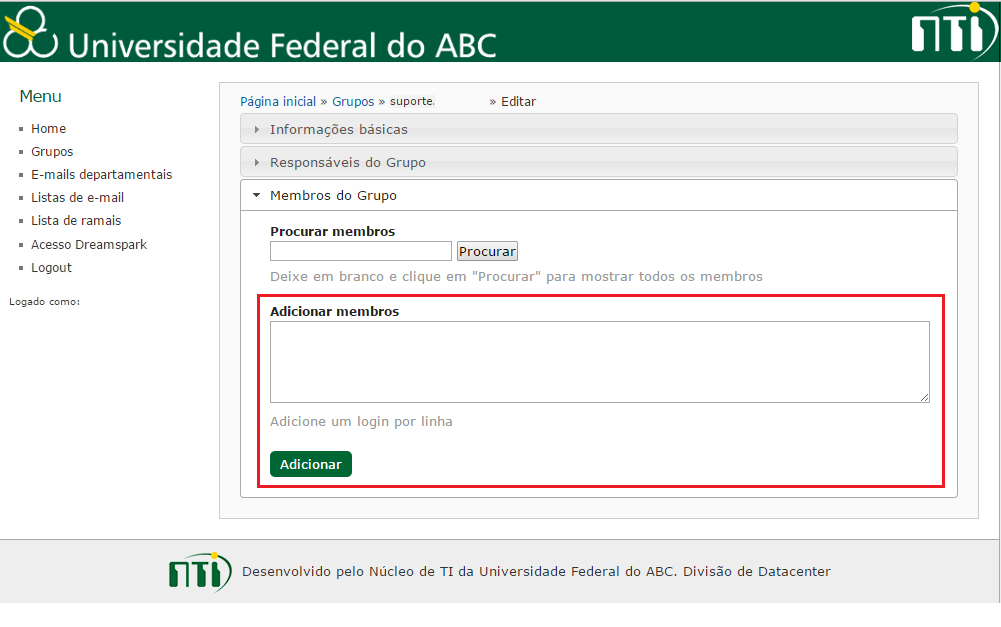 Universidade Federal do ABC
NTI
Menu
Home
Grupos
E-mails departamentais
Listas de e-mail
Lista de ramais
Acesso Dreamspark
Logout
Logado como:
Página inicial » Grupos » suporte. » Editar
Informações básicas
Responsáveis do Grupo
Membros do Grupo
Procurar membros
Procurar
Deixe em branco e clique em "Procurar" para mostrar todos os membros
Adicionar membros
Adicione um login por linha
Adicionar
NTI
Desenvolvido pelo Núcleo de TI da Universidade Federal do ABC. Divisão de Datacenter